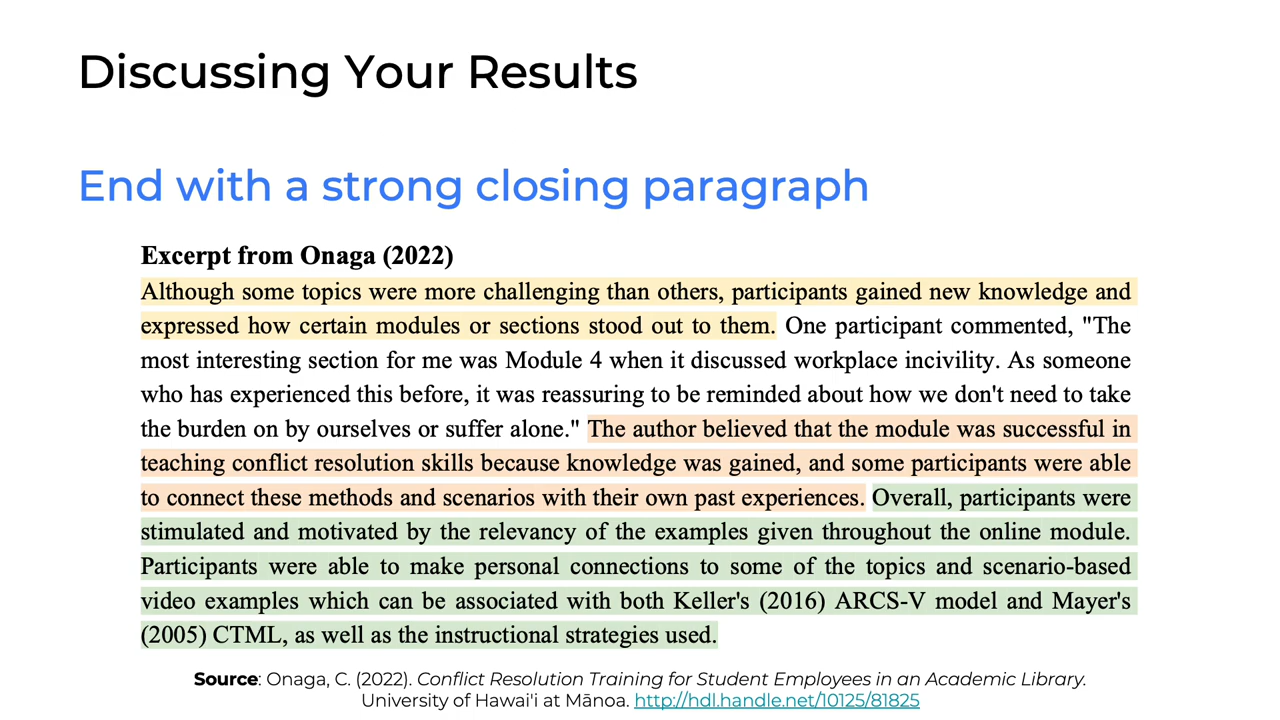 Discussing Your Results
End with a strong closing paragraph
Excerpt from Onaga (2022)
Although some topics were more challenging than others, participants gained new knowledge and
expressed how certain modules or sections stood out to them. One participant commented, "The
most interesting section for me was Module 4 when it discussed workplace incivility. As someone
who has experienced this before, it was reassuring to be reminded about how we don't need to take
the burden on by ourselves or suffer alone." The author believed that the module was successful in
teaching conflict resolution skills because knowledge was gained, and some participants were able
to connect these methods and scenarios with their own past experiences. Overall, participants were
stimulated and motivated by the relevancy of the examples given throughout the online module.
Participants were able to make personal connections to some of the topics and scenario-based
video examples which can be associated with both Keller's (2016) ARCS-V model and Mayer's
(2005) CTML, as well as the instructional strategies used.
Source: Onaga, C. (2022). Conflict Resolution Training for Student Employees in an Academic Library.
University of Hawai'i at Mānoa. http://hdl.handle.net/10125/81825